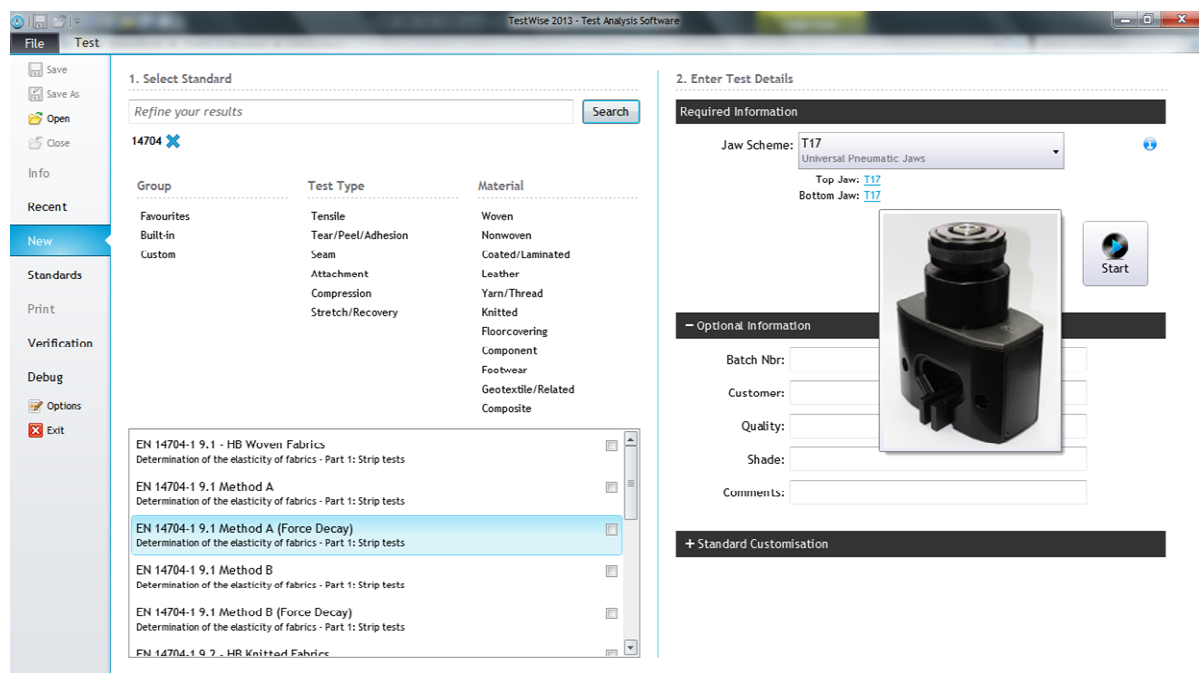 TestWise 2013 - Test Analysis Software
File
Test
Save
Save As
Open
Close
Info
Recent
New
Standards
Print
Verification
Debug
Options
Exit
1. Select Standard
Refine your results
Search
14704
Group
Favourites
Built-in
Custom
Test Type
Tensile
Tear/Peel/Adhesion
Seam
Attachment
Compression
Stretch/Recovery
Material
Woven
Nonwoven
Coated/Laminated
Leather
Yarn/Thread
Knitted
Floorcovering
Component
Footwear
Geotextile/Related
Composite
EN 14704-1 9.1 - HB Woven Fabrics
Determination of the elasticity of fabrics - Part 1: Strip tests
EN 14704-1 9.1 Method A
Determination of the elasticity of fabrics - Part 1: Strip tests
EN 14704-1 9.1 Method A (Force Decay)
Determination of the elasticity of fabrics - Part 1: Strip tests
EN 14704-1 9.1 Method B
Determination of the elasticity of fabrics - Part 1: Strip tests
EN 14704-1 9.1 Method B (Force Decay)
Determination of the elasticity of fabrics - Part 1: Strip tests
EN 14704-1 9.2 - HB Knitted Fabrics
2. Enter Test Details
Required Information
Jaw Scheme: T17
Universal Pneumatic Jaws
Top Jaw: T17
Bottom Jaw: T17
Start
Optional Information
Batch Nbr:
Customer:
Quality:
Shade:
Comments:
Standard Customisation